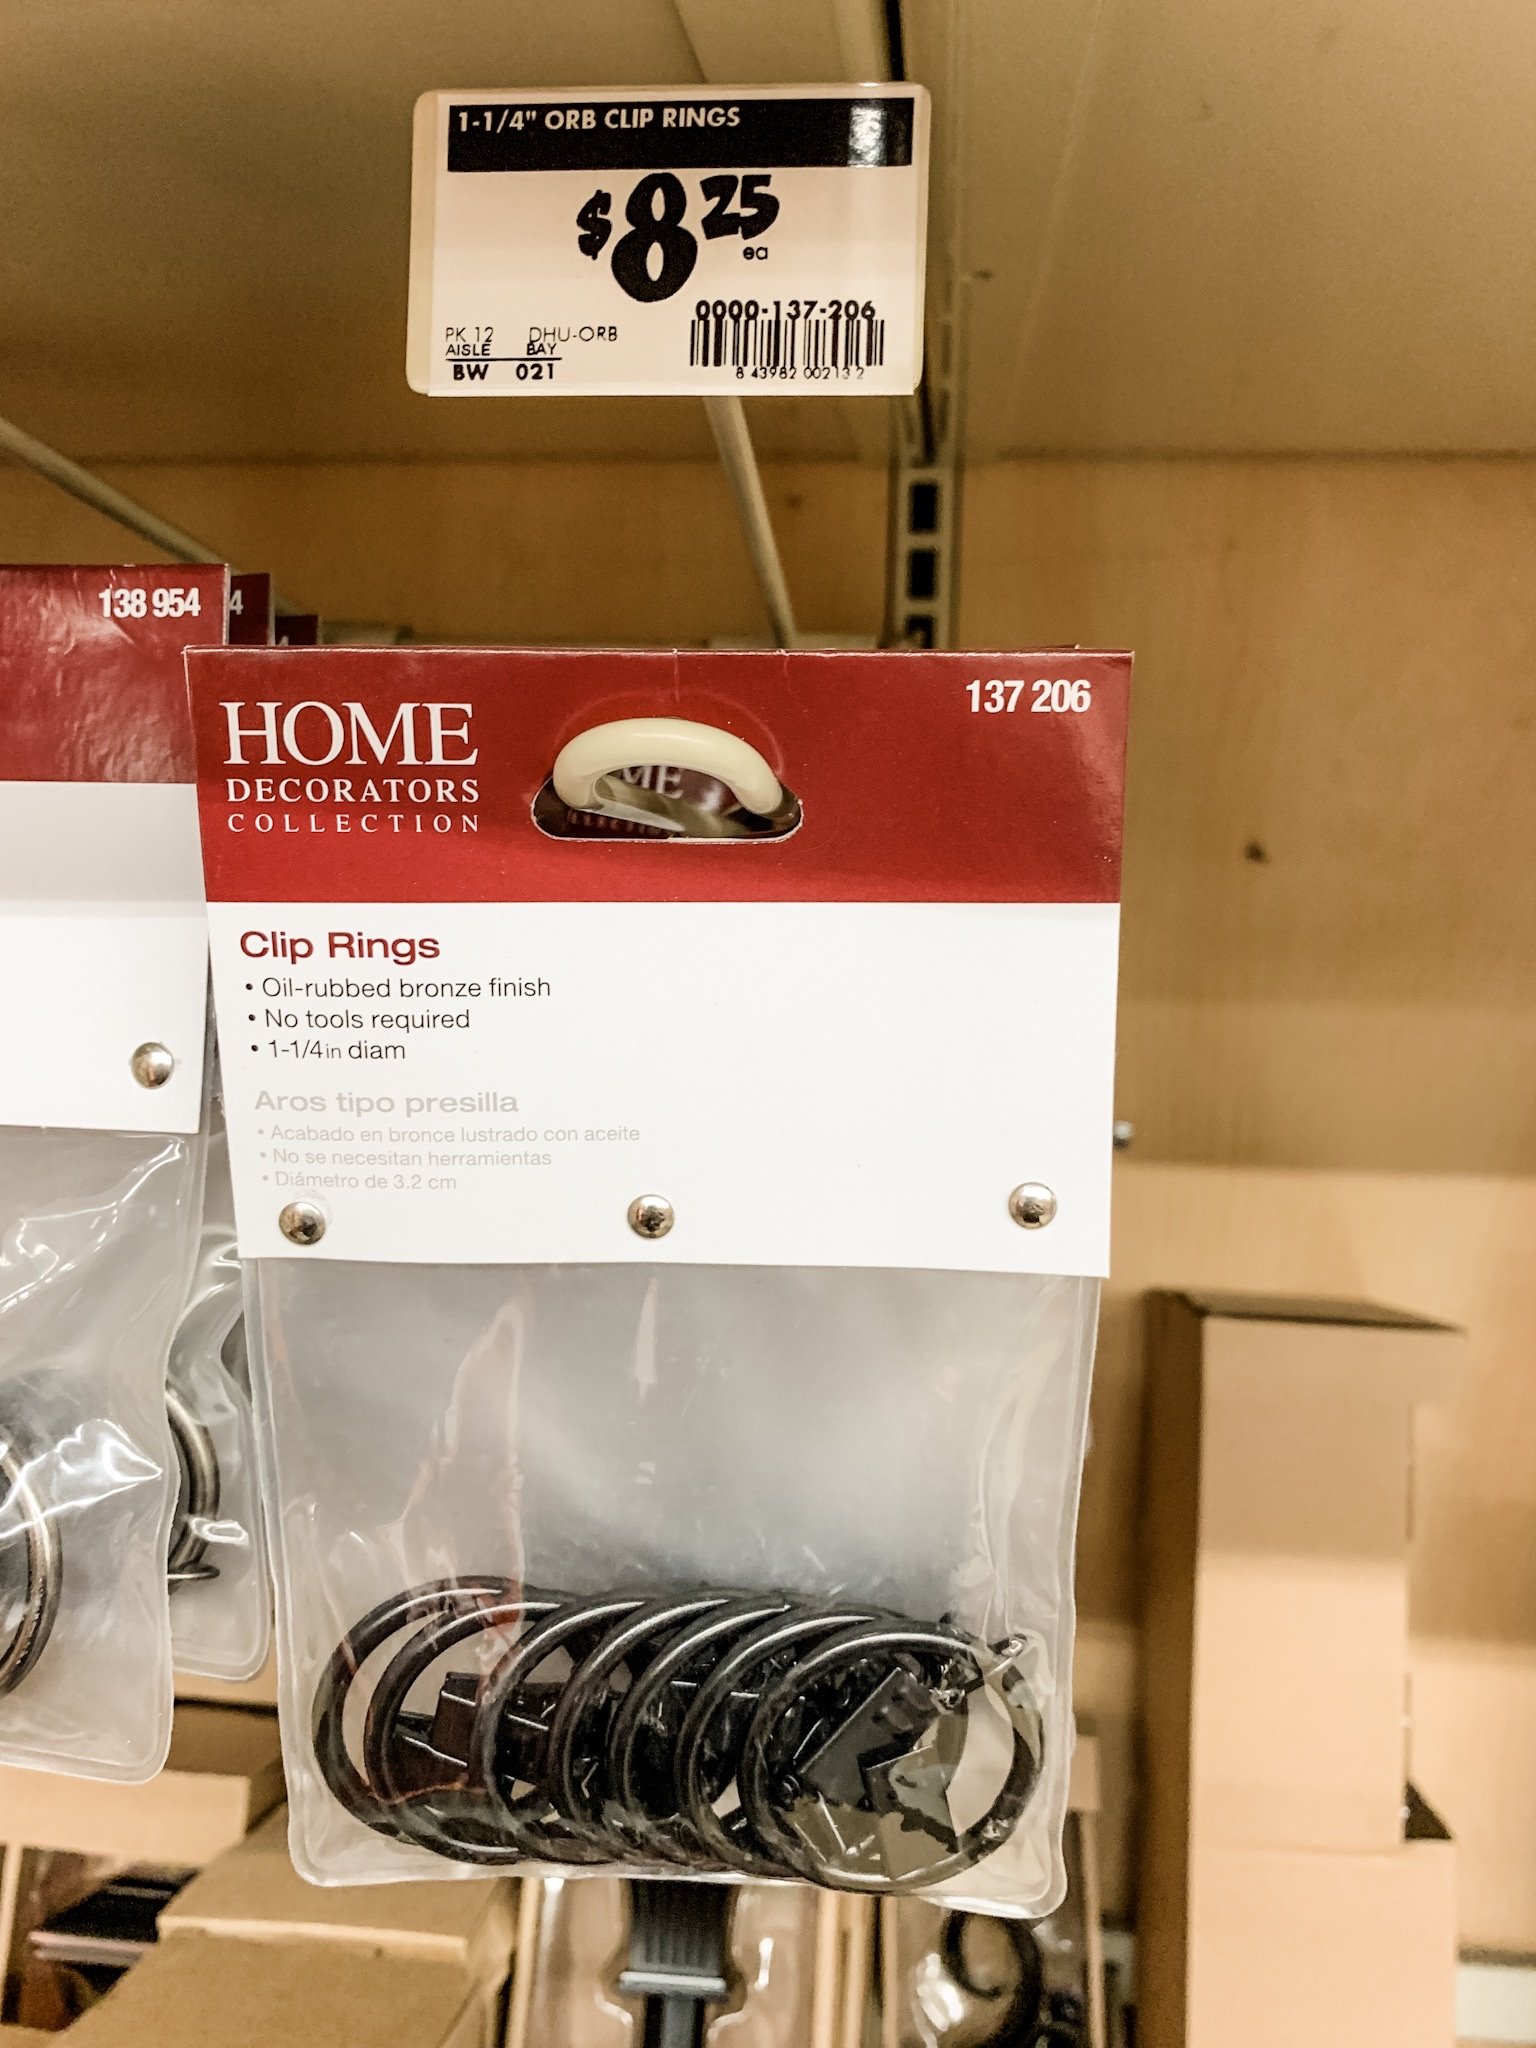 1-1/4" ORB CLIP RINGS
$8 25
ea
0000-137-206
PK 12 DHU-ORB
AISLE BAY
BW 021
8 43982 00213 2
138 954
4
137 206
HOME
DECORATORS
COLLECTION
Clip Rings
• Oil-rubbed bronze finish
• No tools required
• 1-1/4in diam
Aros tipo presilla
• Acabado en bronce lustrado con aceite
• No se necesitan herramientas
• Diámetro de 3.2 cm